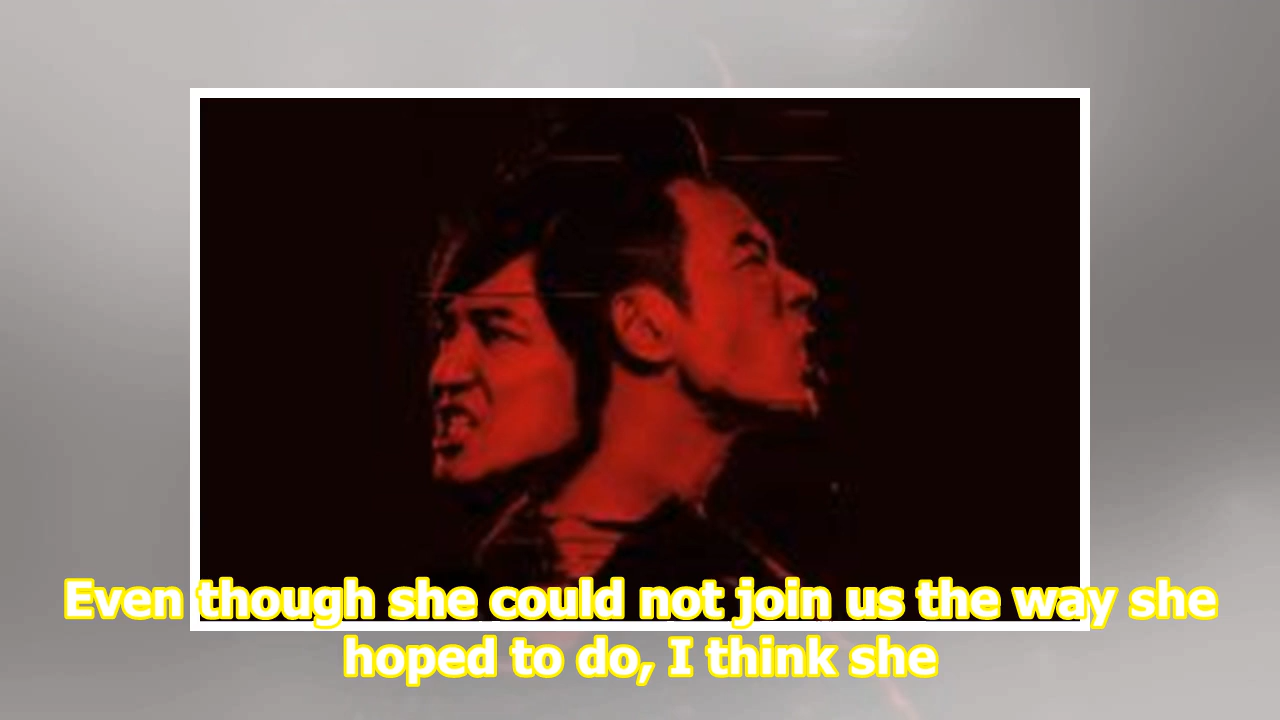 Even though she could not join us the way she
hoped to do, I think she